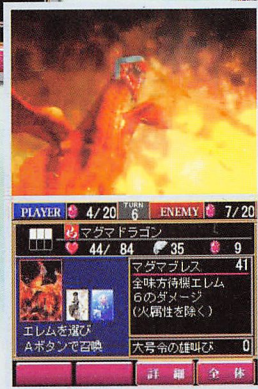 PLAYER 4/20 TURN 6 ENEMY 7/20
マグマドラゴン
44/ 84 35 9
マグマブレス 41
全味方待機エレム
6のダメージ
(火属性を除く)
エレムを選び
Aボタンで召喚
大号令の雄叫び 0
詳細 全体